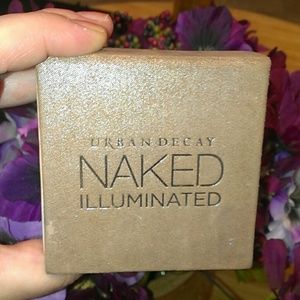 URBAN DECAY
NAKED
ILLUMINATED